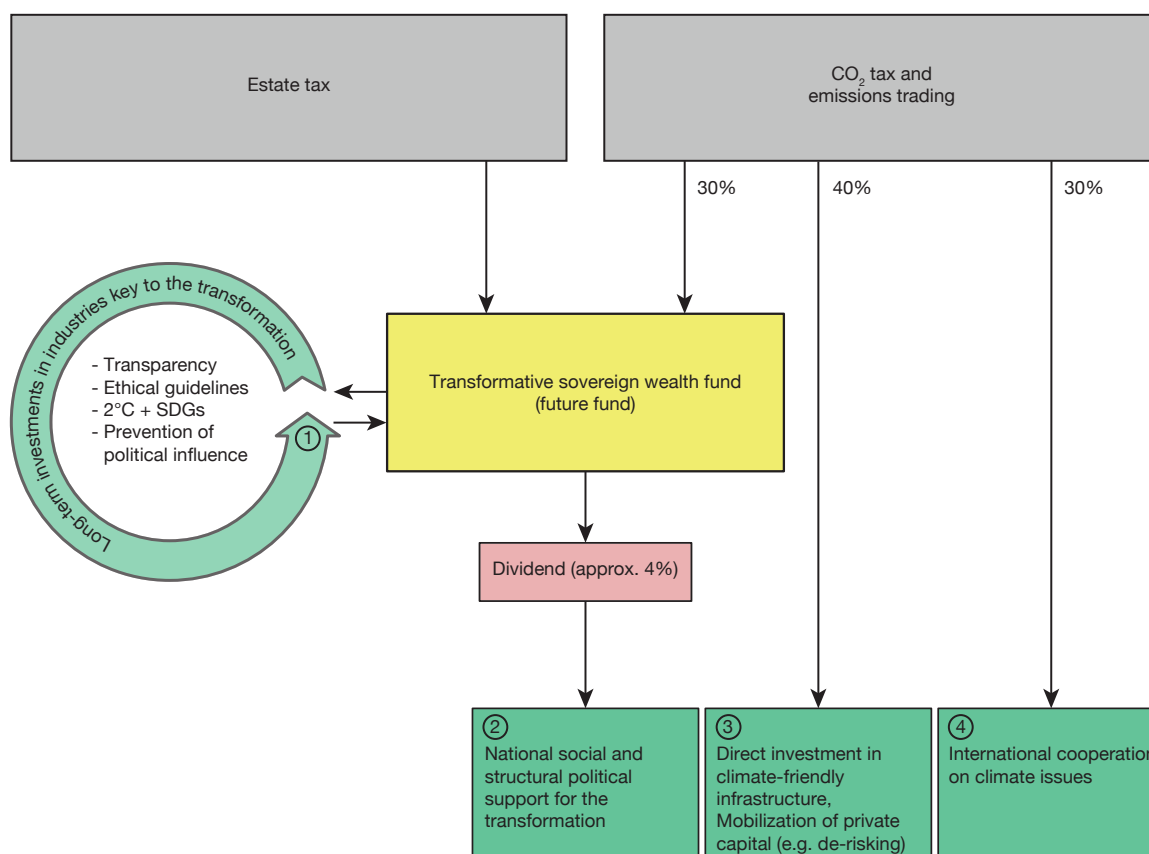 Estate tax
CO₂ tax and
emissions trading
30%
40%
30%
Long-term investments in industries key to the transformation
- Transparency
- Ethical guidelines
- 2°C + SDGs
- Prevention of
political influence
1
Transformative sovereign wealth fund
(future fund)
Dividend (approx. 4%)
2
National social and
structural political
support for the
transformation
3
Direct investment in
climate-friendly
infrastructure,
Mobilization of private
capital (e.g. de-risking)
4
International cooperation
on climate issues